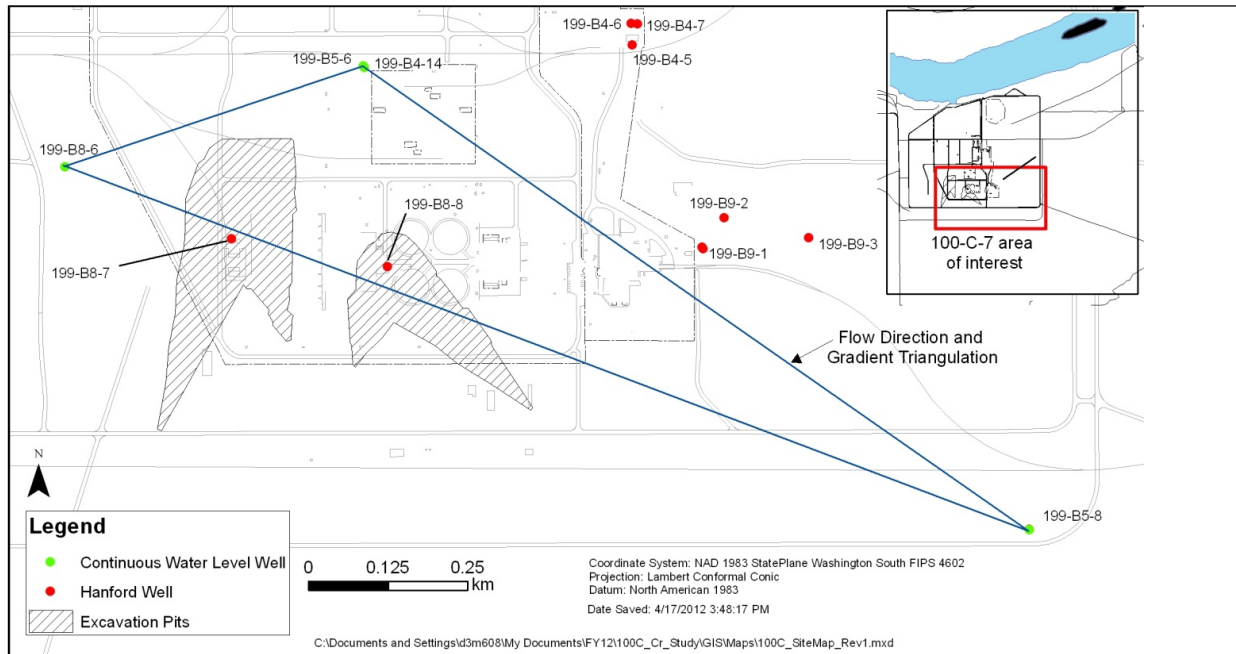 199-B4-6
199-B4-7
199-B4-5
199-B5-6
199-B4-14
199-B8-6
199-B8-8
199-B9-2
199-B9-3
199-B9-1
199-B8-7
100-C-7 area
of interest
Flow Direction and
Gradient Triangulation
199-B5-8
N
Legend
Continuous Water Level Well
Hanford Well
Excavation Pits
0 0.125 0.25
km
Coordinate System: NAD 1983 StatePlane Washington South FIPS 4602
Projection: Lambert Conformal Conic
Datum: North American 1983
Date Saved: 4/17/2012 3:48:17 PM
C:\Documents and Settings\d3m608\My Documents\FY12\100C_Cr_Study\GIS\Maps\100C_SiteMap_Rev1.mxd